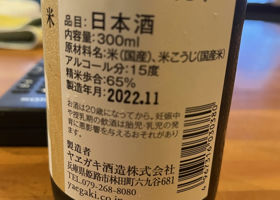 米
品目:日本酒
内容量:300ml
原材料名:米(国産)、米こうじ(国産米)
アルコール分:15度
精米歩合:65%
製造年月:2022.11
お酒は20歳になってから。妊娠中
や授乳期の飲酒は胎児・乳児の発
育に悪影響を与えるおそれがあり
ます。
製造者
ヤヱガキ酒造株式会社
兵庫県姫路市林田町六九谷681
TEL.079-268-8080
yaegaki.co.jp